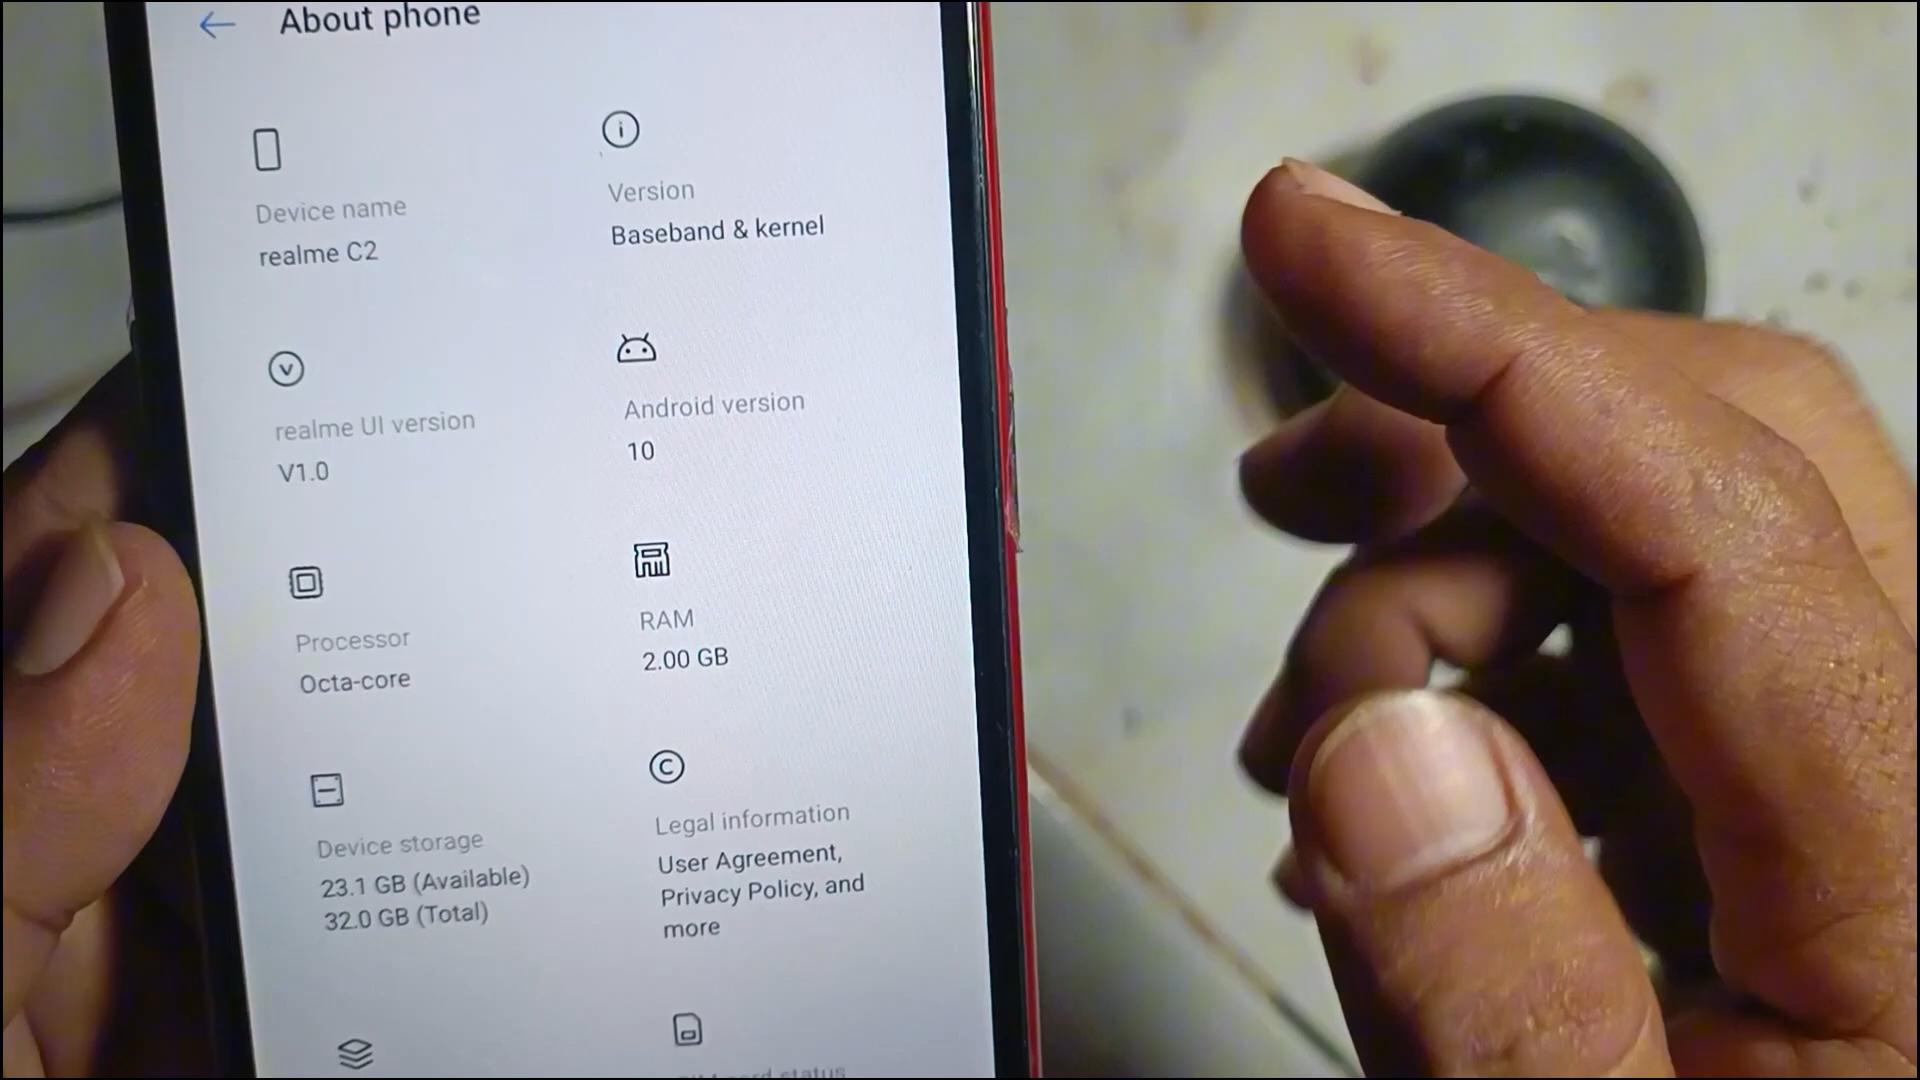 About phone
Device name
realme C2
Version
Baseband & kernel
realme UI version
V1.0
Android version
10
Processor
Octa-core
RAM
2.00 GB
Device storage
23.1 GB (Available)
32.0 GB (Total)
Legal information
User Agreement,
Privacy Policy, and
more
card status